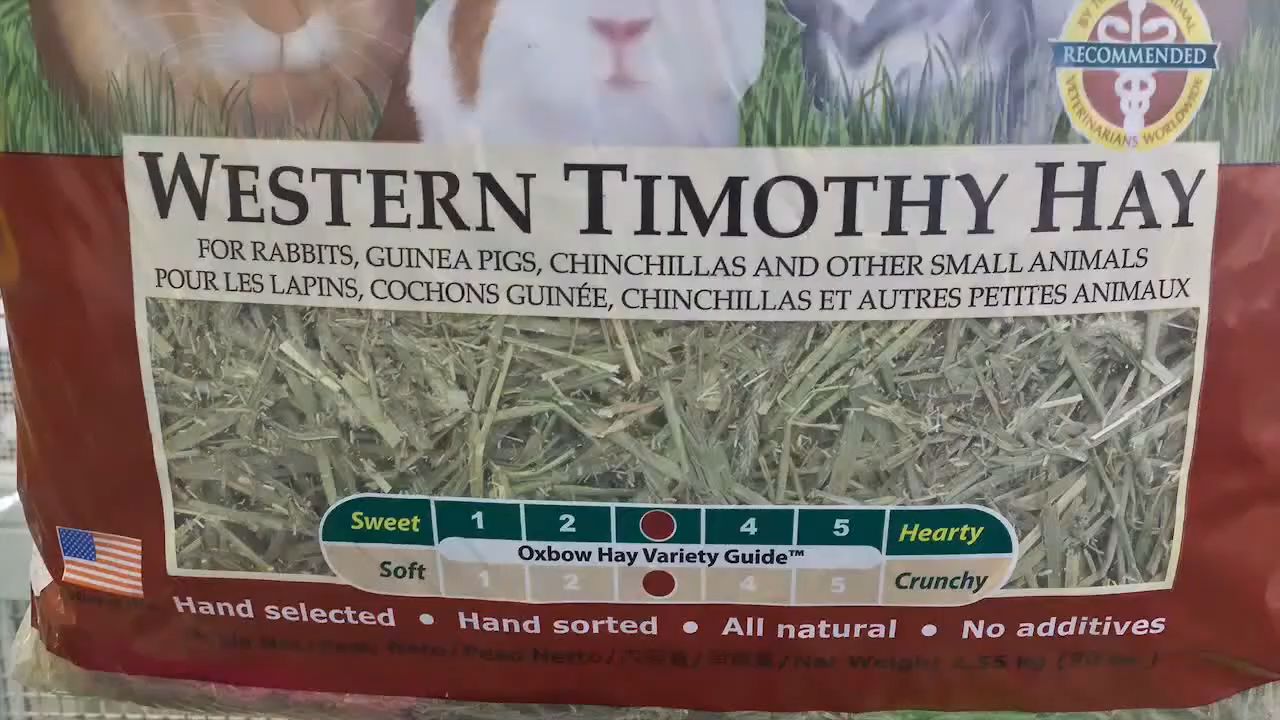 RECOMMENDED
VETERINARIANS WORLDWIDE
WESTERN TIMOTHY HAY
FOR RABBITS, GUINEA PIGS, CHINCHILLAS AND OTHER SMALL ANIMALS
POUR LES LAPINS, COCHONS GUINÉE, CHINCHILLAS ET AUTRES PETITES ANIMAUX
Sweet 1 2 4 5 Hearty
Oxbow Hay Variety Guide™
Soft 1 2 4 5 Crunchy
Hand selected • Hand sorted • All natural • No additives